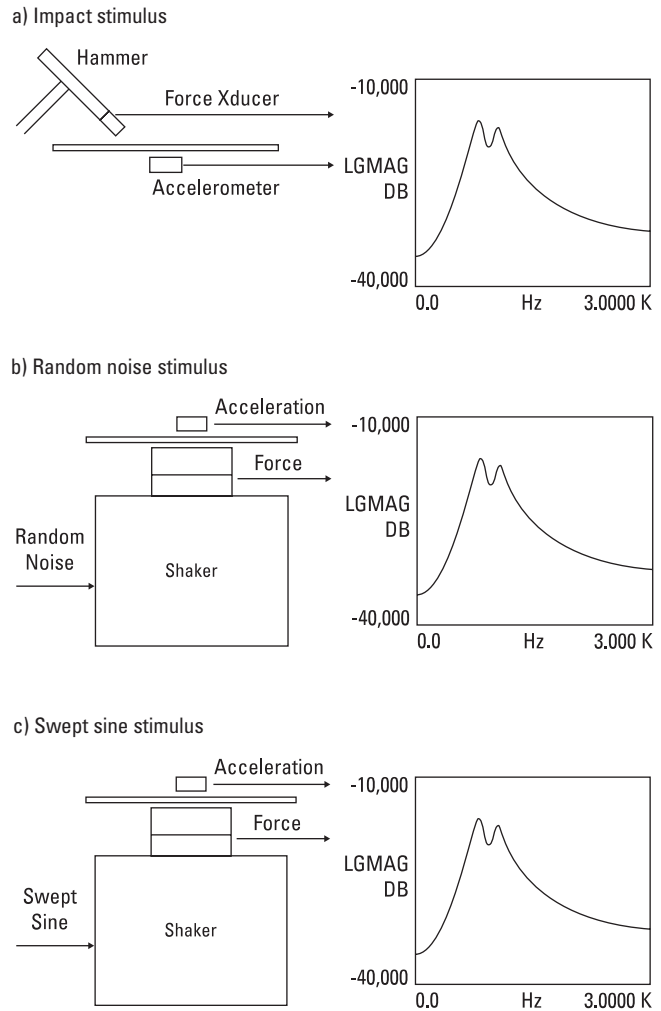 a) Impact stimulus
Hammer
Force Xducer
Accelerometer
-10,000
LGMAG
DB
-40,000
0.0 Hz 3.0000 K
b) Random noise stimulus
Acceleration
Force
Random
Noise
Shaker
-10,000
LGMAG
DB
-40,000
0.0 Hz 3.000 K
c) Swept sine stimulus
Acceleration
Force
Swept
Sine
Shaker
-10,000
LGMAG
DB
-40,000
0.0 Hz 3.0000 K